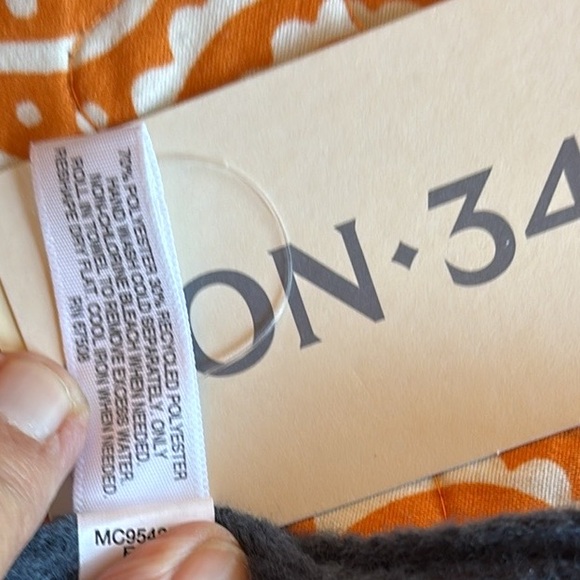 70% POLYESTER 30% RECYCLED POLYESTER
HAND WASH COLD SEPARATELY. ONLY
NON-CHLORINE BLEACH WHEN NEEDED.
ROLL IN TOWEL TO REMOVE EXCESS WATER.
RESHAPE DRY FLAT. COOL IRON WHEN NEEDED.
RN
ON·34